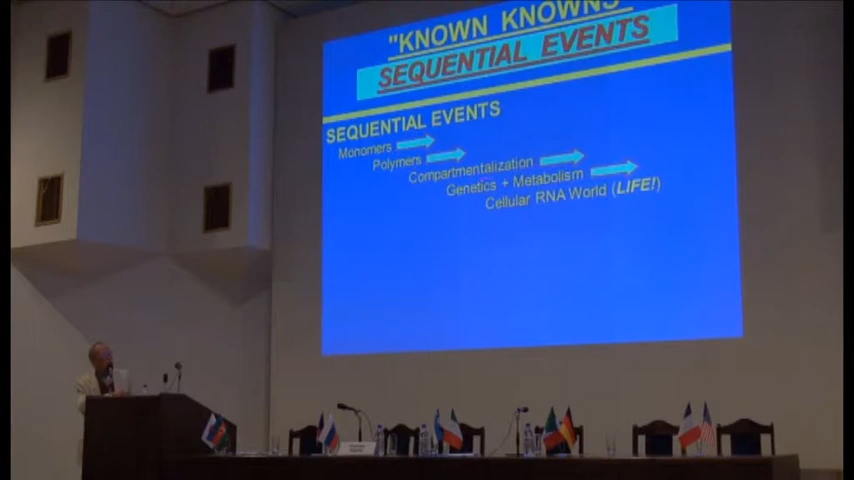 "KNOWN KNOWNS"
SEQUENTIAL EVENTS
SEQUENTIAL EVENTS
Monomers
Polymers
Compartmentalization
Genetics + Metabolism
Cellular RNA World (LIFE!)